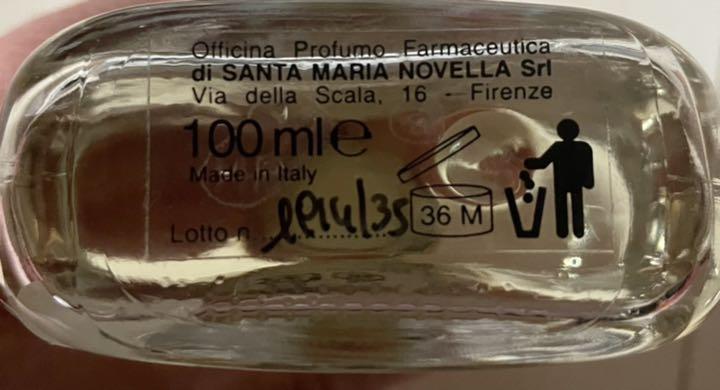 Officina Profumo Farmaceutica
di SANTA MARIA NOVELLA Srl
Via della Scala, 16 - Firenze
100 ml e
Made in Italy
36 M
Lotto n.